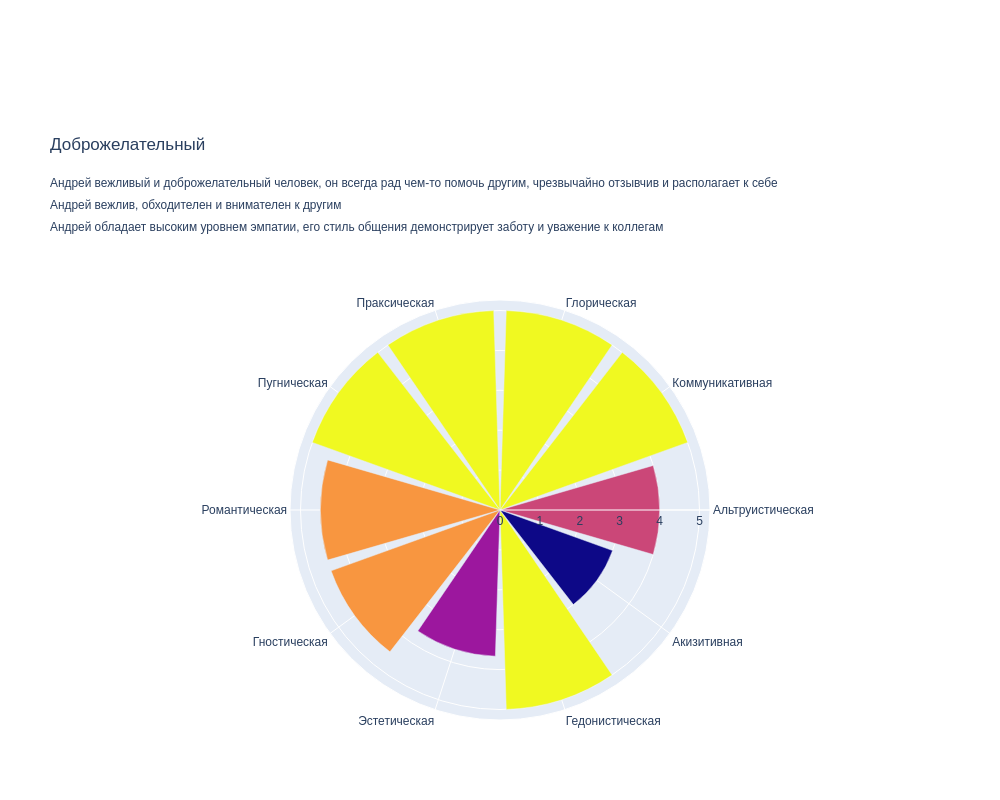 Доброжелательный
Андрей вежливый и доброжелательный человек, он всегда рад чем-то помочь другим, чрезвычайно отзывчив и располагает к себе
Андрей вежлив, обходителен и внимателен к другим
Андрей обладает высоким уровнем эмпатии, его стиль общения демонстрирует заботу и уважение к коллегам
Праксическая
Глорическая
Пугническая
Коммуникативная
Романтическая
Альтруистическая
0 1 2 3 4 5
Гностическая
Акизитивная
Эстетическая
Гедонистическая